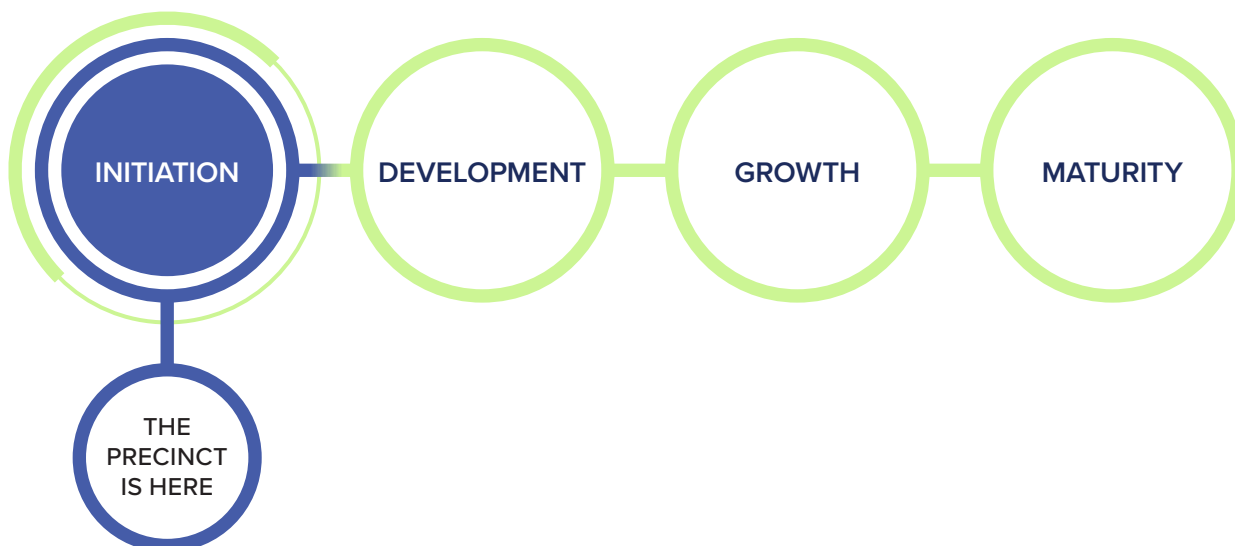 INITIATION
DEVELOPMENT
GROWTH
MATURITY
THE
PRECINCT
IS HERE